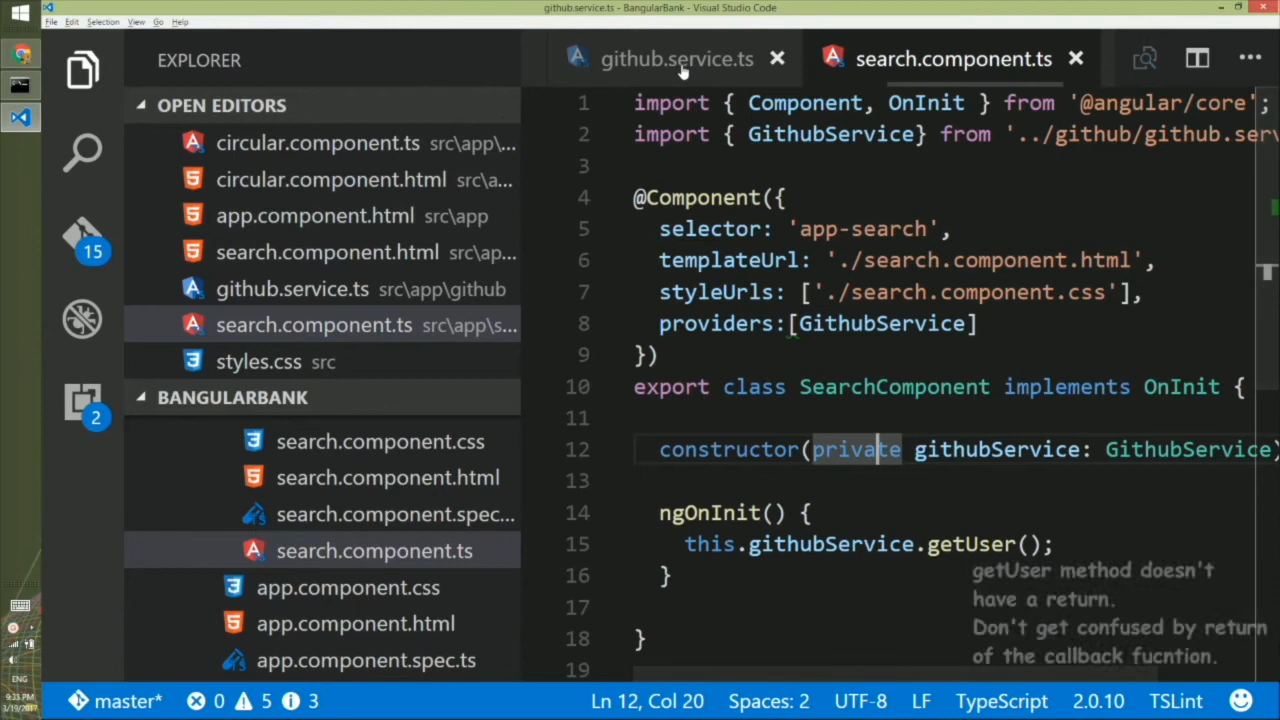 github.service.ts - BangularBank - Visual Studio Code
File Edit Selection View Go Help
EXPLORER
OPEN EDITORS
circular.component.ts src\app\...
circular.component.html src\a...
app.component.html src\app
search.component.html src\ap...
github.service.ts src\app\github
search.component.ts src\app\s...
styles.css src
BANGULARBANK
search.component.css
search.component.html
search.component.spec...
search.component.ts
app.component.css
app.component.html
app.component.spec.ts
15
2
github.service.ts search.component.ts
1 import { Component, OnInit } from '@angular/core';
2 import { GithubService} from '../github/github.serv
3
4 @Component({
5 selector: 'app-search',
6 templateUrl: './search.component.html',
7 styleUrls: ['./search.component.css'],
8 providers:[GithubService]
9 })
10 export class SearchComponent implements OnInit {
11
12 constructor(private githubService: GithubService)
13
14 ngOnInit() {
15 this.githubService.getUser();
16 }
17
18 }
19
getUser method doesn't
have a return.
Don't get confused by return
of the callback fucntion.
master* 0 5 3 Ln 12, Col 20 Spaces: 2 UTF-8 LF TypeScript 2.0.10 TSLint
ENG
9:33 PM
3/19/2017